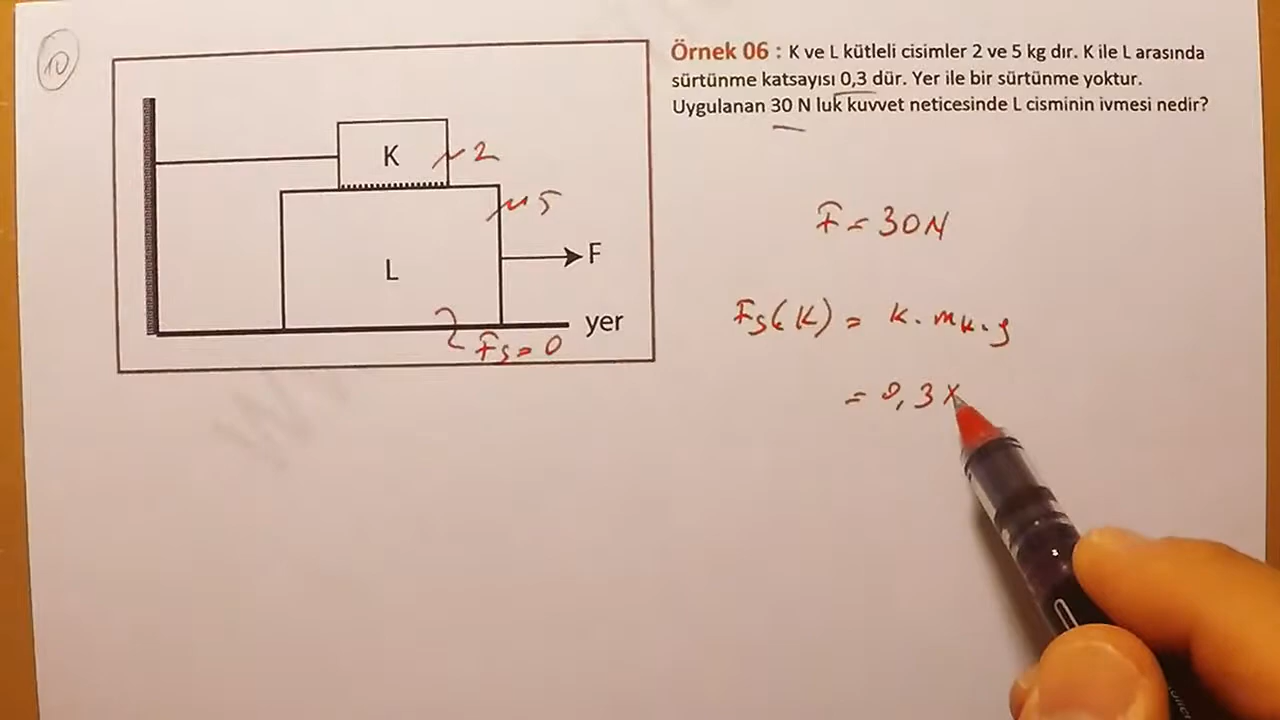 10
Örnek 06 : K ve L kütleli cisimler 2 ve 5 kg dır. K ile L arasında
sürtünme katsayısı 0,3 dür. Yer ile bir sürtünme yoktur.
Uygulanan 30 N luk kuvvet neticesinde L cisminin ivmesi nedir?
K
2
5
L
F
yer
Fs = 0
F = 30 N
Fs(K) = k . mK . g
= 0,3 x